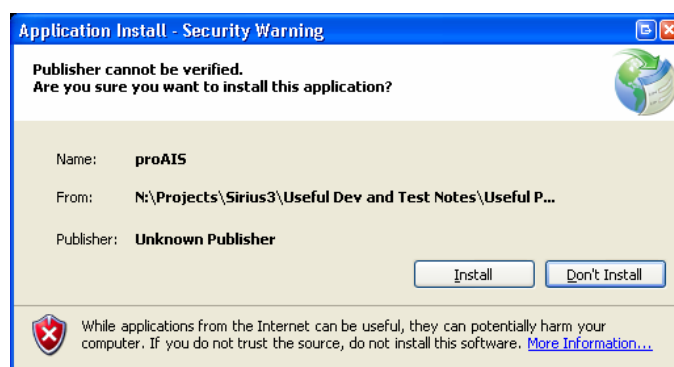 Application Install - Security Warning
Publisher cannot be verified.
Are you sure you want to install this application?
Name: proAIS
From: N:\Projects\Sirius3\Useful Dev and Test Notes\Useful P...
Publisher: Unknown Publisher
Install Don't Install
While applications from the Internet can be useful, they can potentially harm your
computer. If you do not trust the source, do not install this software. More Information...